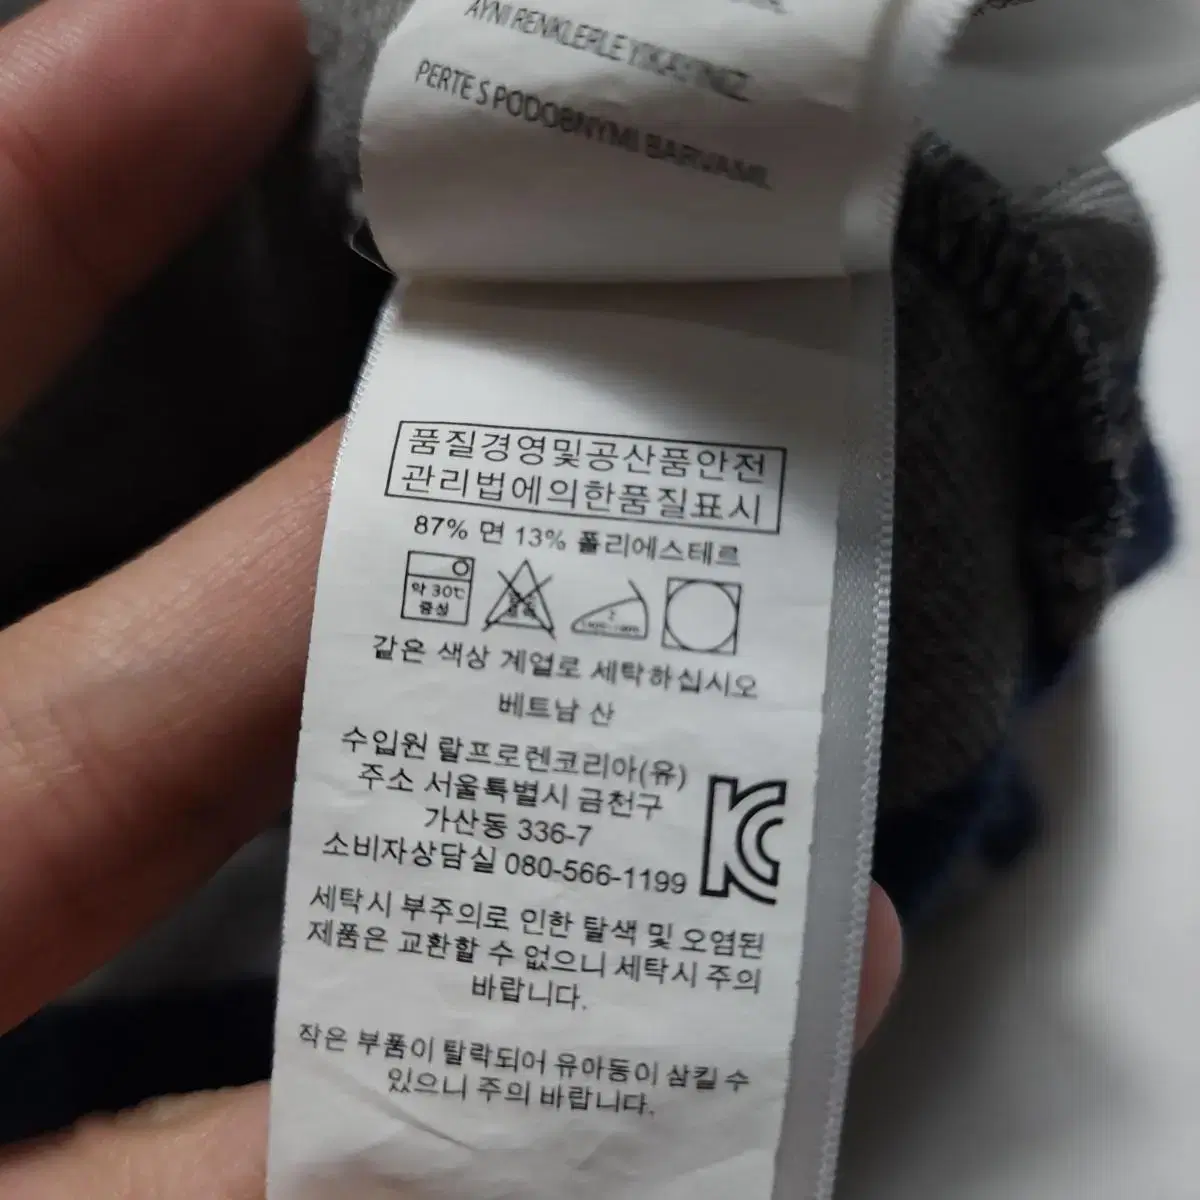 AYNI RENKLERLE YIKAYINIZ.
PERTE S PODOBNYMI BARVAMI.
품질경영및공산품안전
관리법에의한품질표시
87% 면 13% 폴리에스테르
약 30℃
중성
같은 색상 계열로 세탁하십시오
베트남 산
수입원 랄프로렌코리아(유)
주소 서울특별시 금천구
가산동 336-7
소비자상담실 080-566-1199
세탁시 부주의로 인한 탈색 및 오염된
제품은 교환할 수 없으니 세탁시 주의
바랍니다.
작은 부품이 탈락되어 유아동이 삼킬 수
있으니 주의 바랍니다.